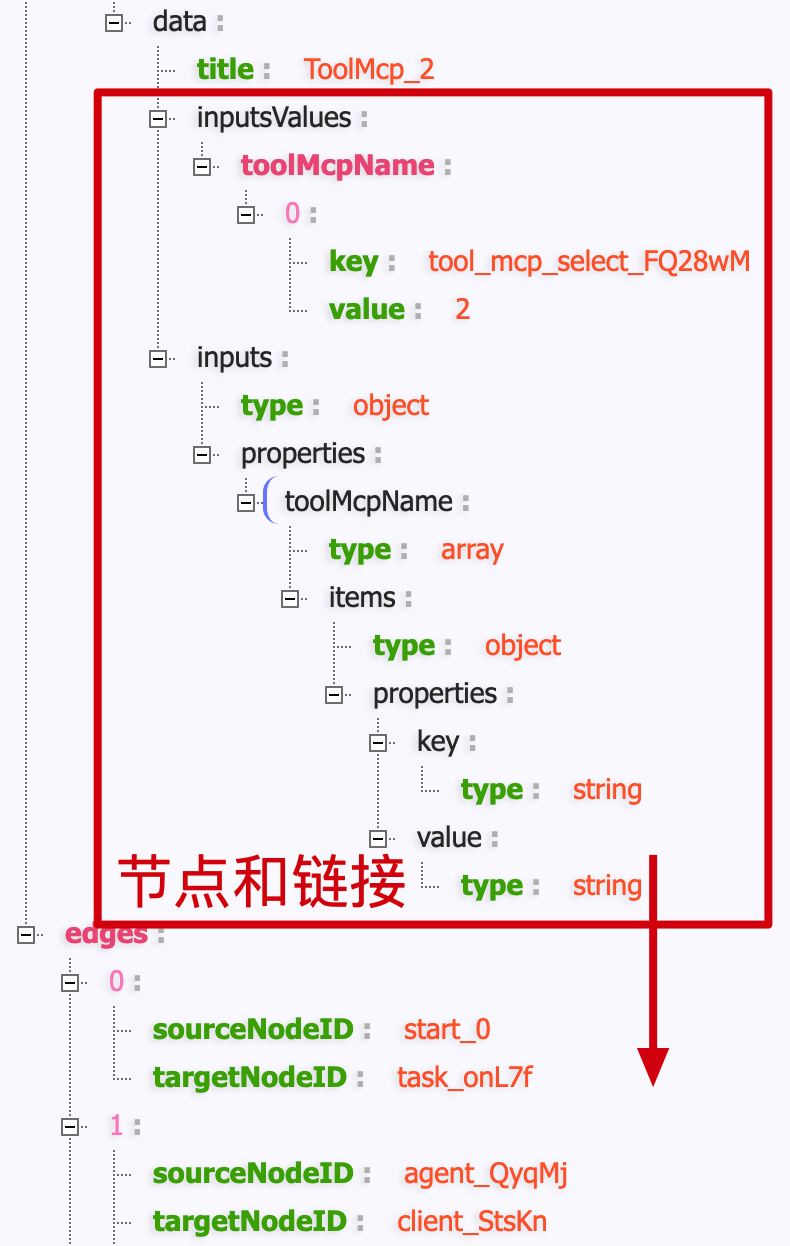 data :
title : ToolMcp_2
inputsValues :
toolMcpName :
0 :
key : tool_mcp_select_FQ28wM
value : 2
inputs :
type : object
properties :
toolMcpName :
type : array
items :
type : object
properties :
key :
type : string
value :
节点和链接
type : string
edges :
0 :
sourceNodeID : start_0
targetNodeID : task_onL7f
1 :
sourceNodeID : agent_QyqMj
targetNodeID : client_StsKn